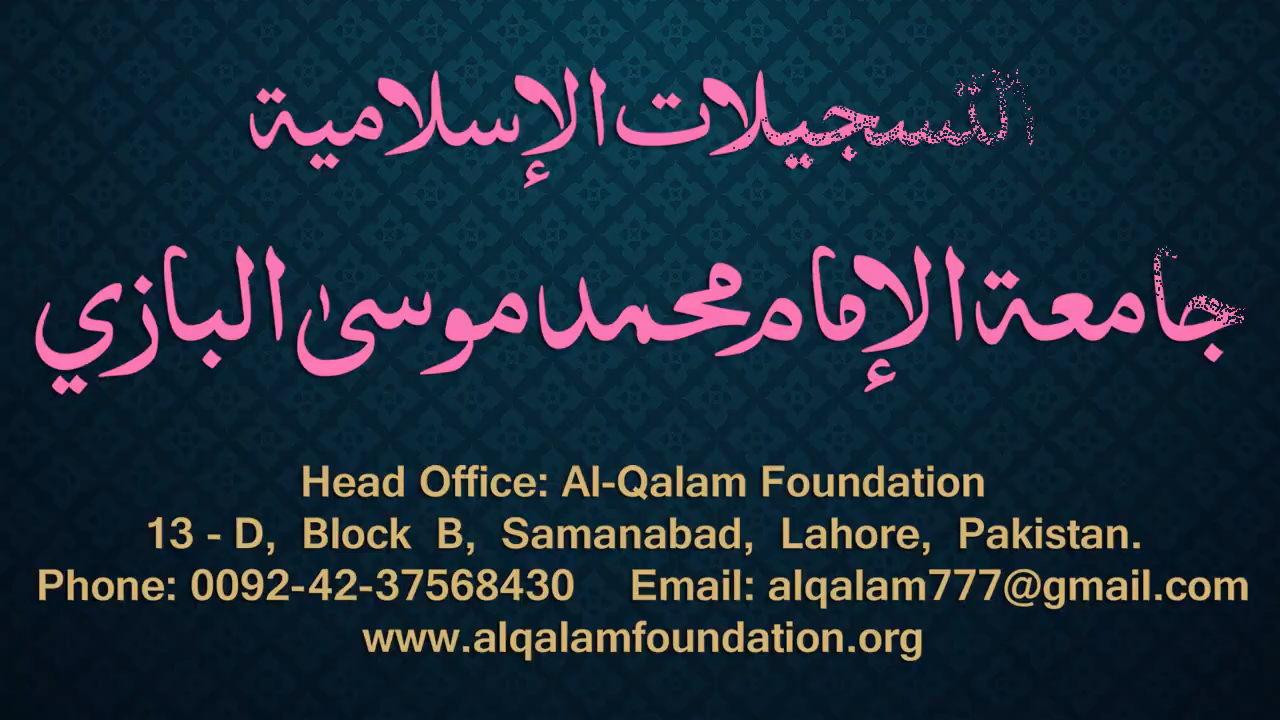 التسجيلات الإسلامية
جامعة الإمام محمد موسىٰ البازي
Head Office: Al-Qalam Foundation
13 - D, Block B, Samanabad, Lahore, Pakistan.
Phone: 0092-42-37568430 Email: alqalam777@gmail.com
www.alqalamfoundation.org